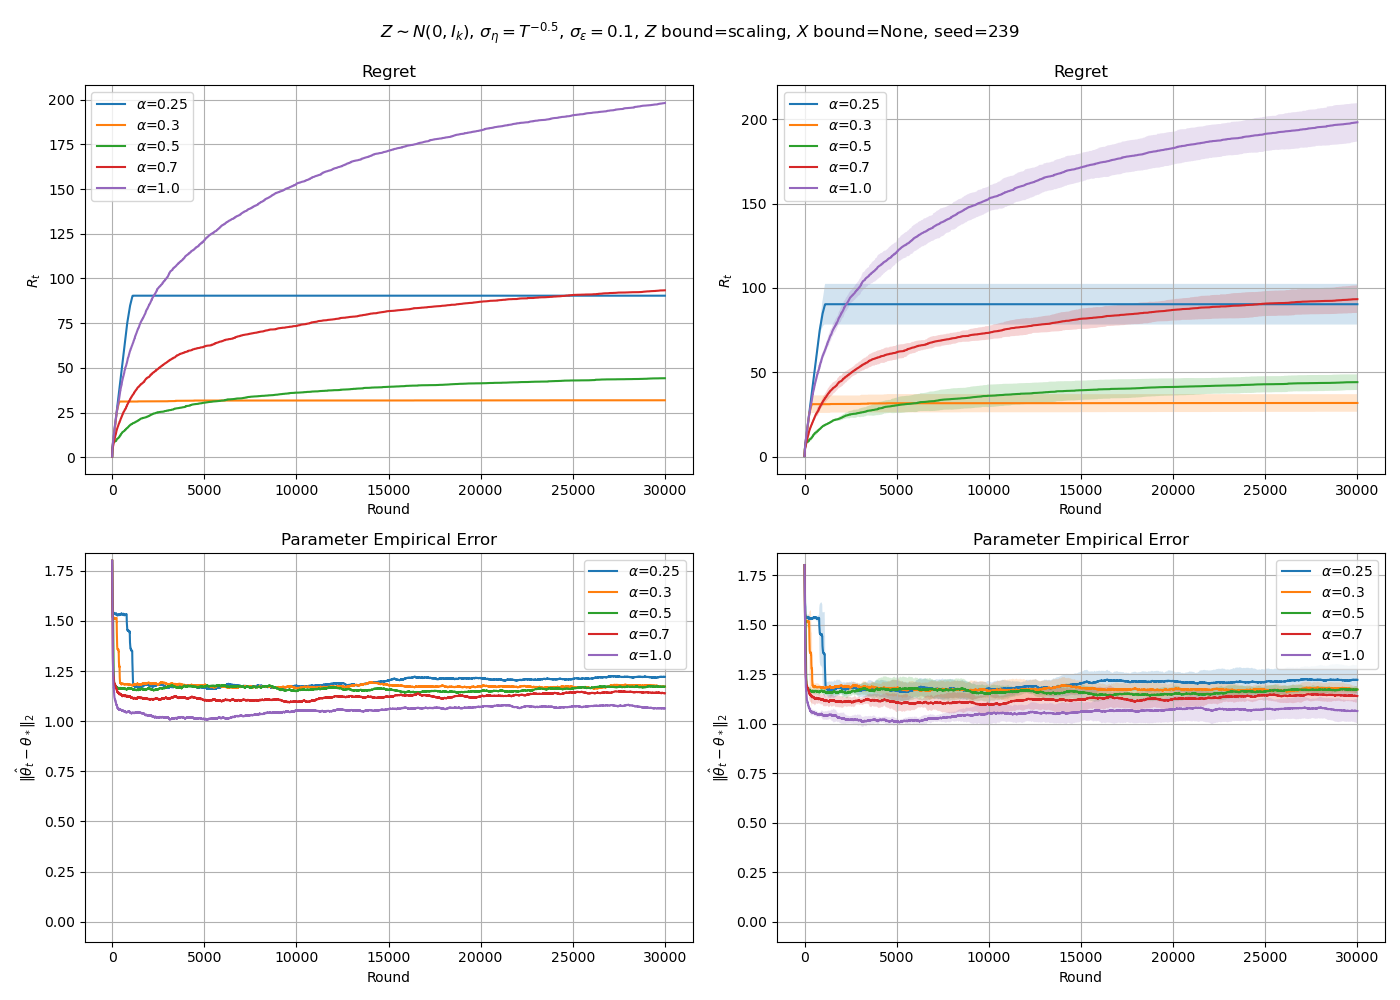 Z ∼ N(0, I_k), σ_η = T^{−0.5}, σ_ε = 0.1, Z bound=scaling, X bound=None, seed=239
Regret
R_t
200
175
150
125
100
75
50
25
0
α=0.25
α=0.3
α=0.5
α=0.7
α=1.0
0 5000 10000 15000 20000 25000 30000
Round
Regret
R_t
200
150
100
50
0
α=0.25
α=0.3
α=0.5
α=0.7
α=1.0
0 5000 10000 15000 20000 25000 30000
Round
Parameter Empirical Error
‖θ̂_t − θ_*‖_2
1.75
1.50
1.25
1.00
0.75
0.50
0.25
0.00
α=0.25
α=0.3
α=0.5
α=0.7
α=1.0
0 5000 10000 15000 20000 25000 30000
Round
Parameter Empirical Error
‖θ̂_t − θ_*‖_2
1.75
1.50
1.25
1.00
0.75
0.50
0.25
0.00
α=0.25
α=0.3
α=0.5
α=0.7
α=1.0
0 5000 10000 15000 20000 25000 30000
Round